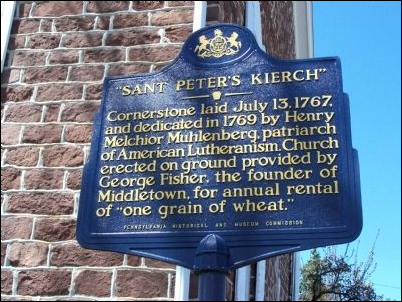 "SANT PETER'S KIERCH"
Cornerstone laid July 13, 1767,
and dedicated in 1769 by Henry
Melchior Muhlenberg, patriarch
of American Lutheranism. Church
erected on ground provided by
George Fisher, the founder of
Middletown, for annual rental
of "one grain of wheat."
PENNSYLVANIA HISTORICAL AND MUSEUM COMMISSION